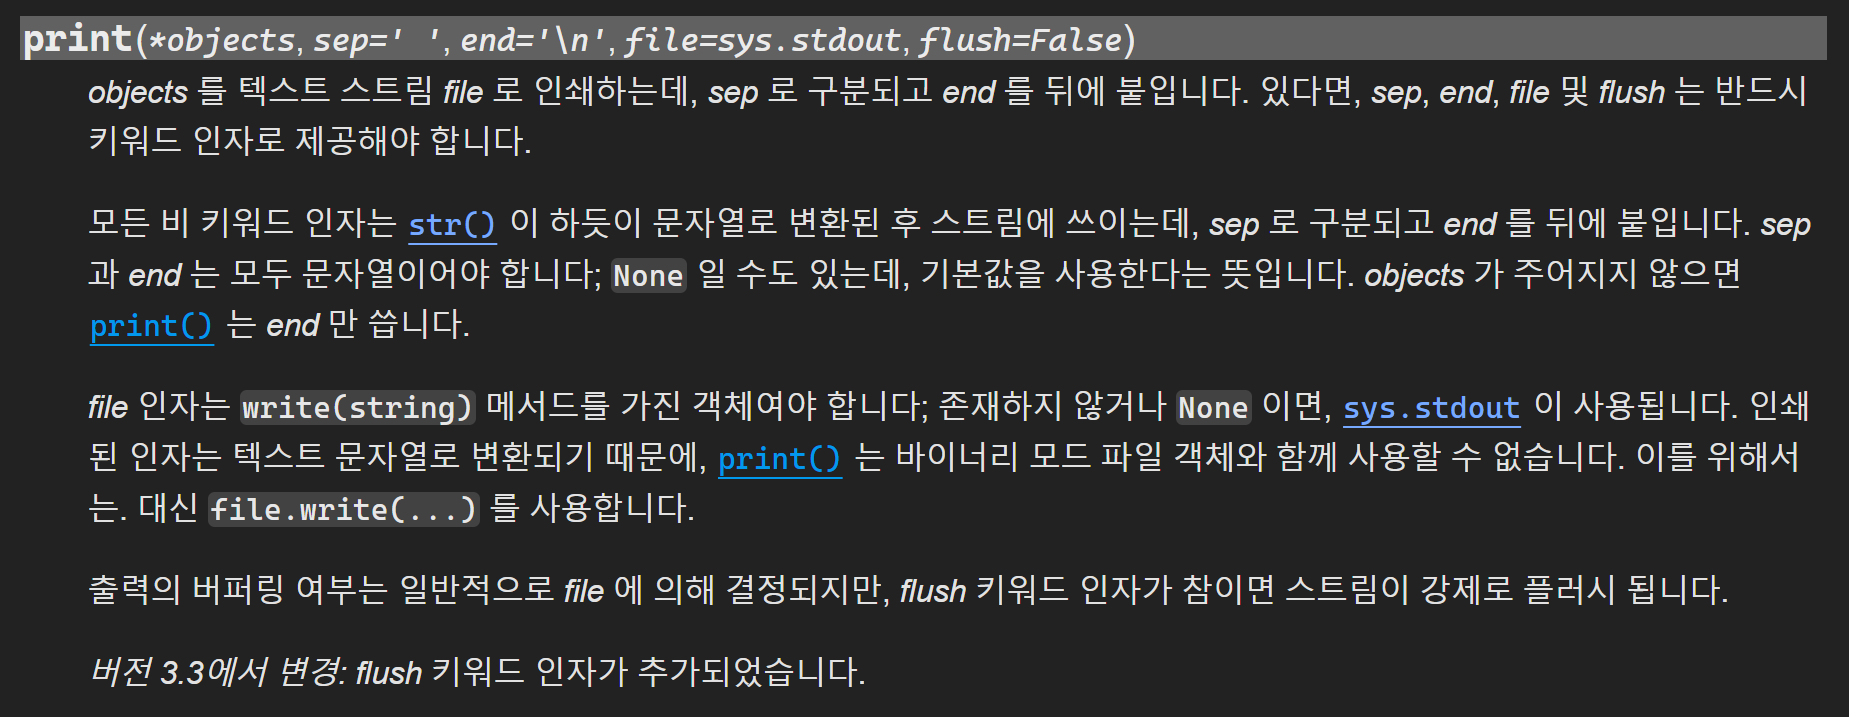 print(*objects, sep=' ', end='\n', file=sys.stdout, flush=False)
objects 를 텍스트 스트림 file 로 인쇄하는데, sep 로 구분되고 end 를 뒤에 붙입니다. 있다면, sep, end, file 및 flush 는 반드시
키워드 인자로 제공해야 합니다.
모든 비 키워드 인자는 str() 이 하듯이 문자열로 변환된 후 스트림에 쓰이는데, sep 로 구분되고 end 를 뒤에 붙입니다. sep
과 end 는 모두 문자열이어야 합니다; None 일 수도 있는데, 기본값을 사용한다는 뜻입니다. objects 가 주어지지 않으면
print() 는 end 만 씁니다.
file 인자는 write(string) 메서드를 가진 객체여야 합니다; 존재하지 않거나 None 이면, sys.stdout 이 사용됩니다. 인쇄
된 인자는 텍스트 문자열로 변환되기 때문에, print() 는 바이너리 모드 파일 객체와 함께 사용할 수 없습니다. 이를 위해서
는. 대신 file.write(...) 를 사용합니다.
출력의 버퍼링 여부는 일반적으로 file 에 의해 결정되지만, flush 키워드 인자가 참이면 스트림이 강제로 플러시 됩니다.
버전 3.3에서 변경: flush 키워드 인자가 추가되었습니다.